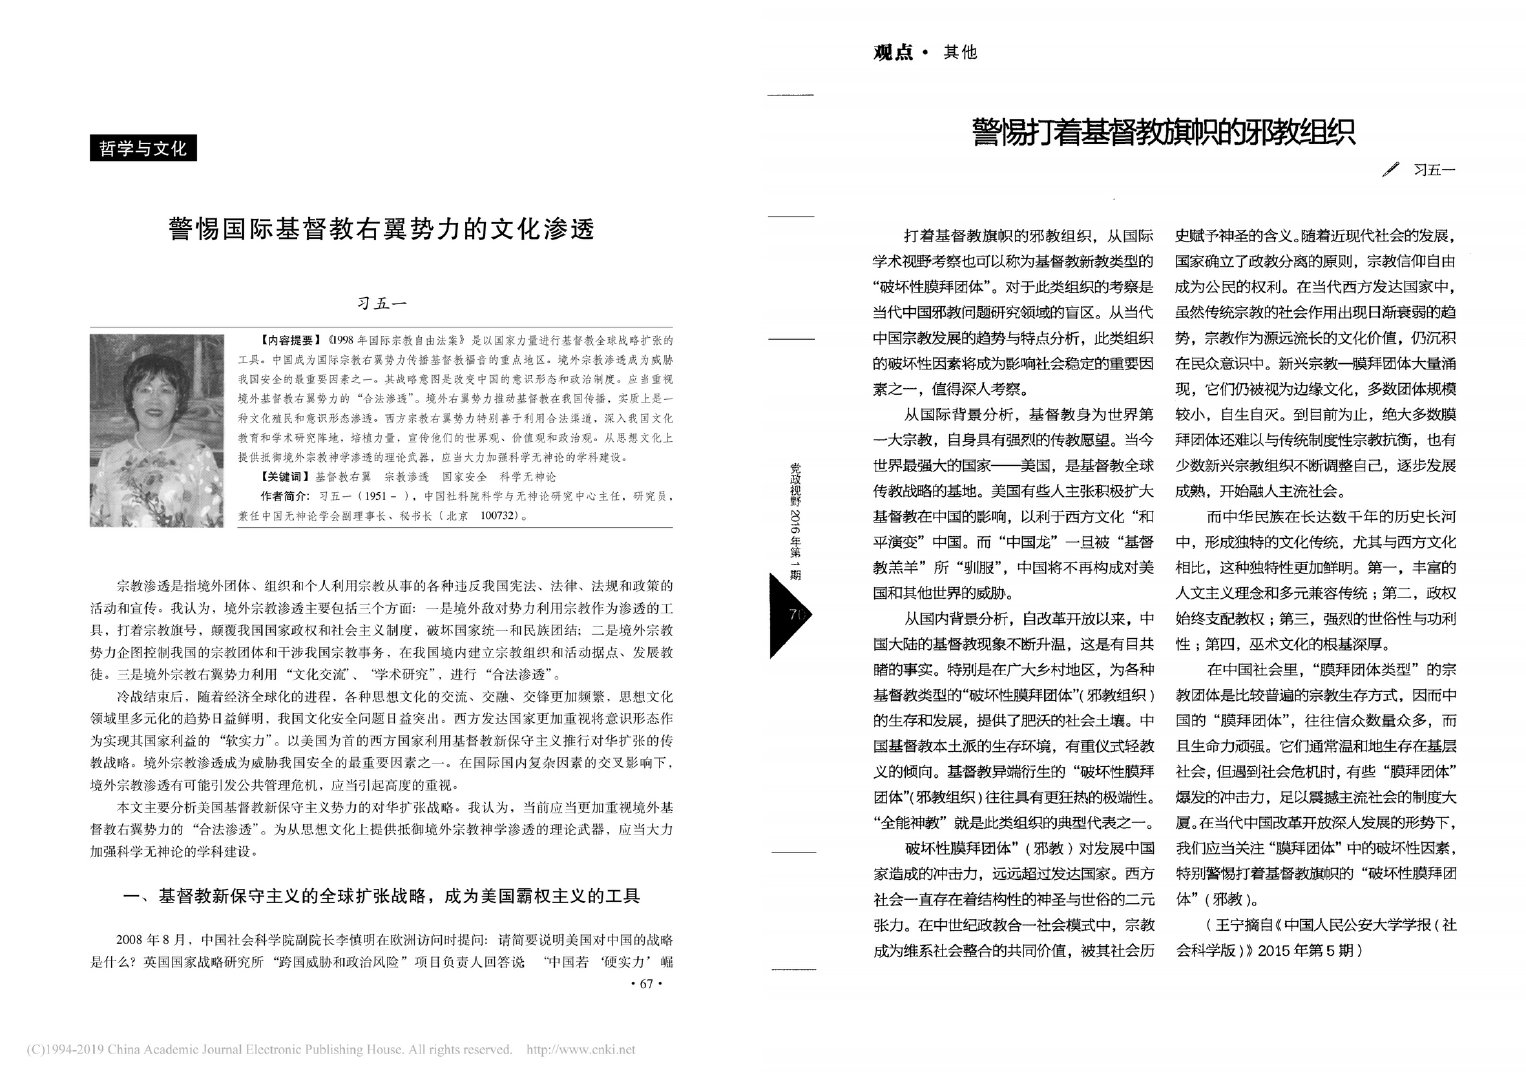 哲学与文化
警惕国际基督教右翼势力的文化渗透
习五一
【内容提要】《1998年国际宗教自由法案》是以国家力量进行基督教全球战略扩张的
工具。中国成为国际宗教右翼势力传播基督教福音的重点地区。境外宗教渗透成为威胁
我国安全的最重要因素之一。其战略意图是改变中国的意识形态和政治制度。应当重视
境外基督教右翼势力的“合法渗透”。境外右翼势力推动基督教在我国传播，实质上是一
种文化殖民和意识形态渗透。西方宗教右翼势力特别善于利用合法渠道，深入我国文化
教育和学术研究阵地，培植力量，宣传他们的世界观、价值观和政治观。从思想文化上
提供抵御境外宗教神学渗透的理论武器，应当大力加强科学无神论的学科建设。
【关键词】基督教右翼 宗教渗透 国家安全 科学无神论
作者简介：习五一（1951－），中国社科院科学与无神论研究中心主任，研究员，
兼任中国无神论学会副理事长、秘书长（北京 100732）。
宗教渗透是指境外团体、组织和个人利用宗教从事的各种违反我国宪法、法律、法规和政策的
活动和宣传。我认为，境外宗教渗透主要包括三个方面：一是境外敌对势力利用宗教作为渗透的工
具，打着宗教旗号，颠覆我国国家政权和社会主义制度，破坏国家统一和民族团结；二是境外宗教
势力企图控制我国的宗教团体和干涉我国宗教事务，在我国境内建立宗教组织和活动据点、发展教
徒。三是境外宗教右翼势力利用“文化交流”、“学术研究”，进行“合法渗透”。
冷战结束后，随着经济全球化的进程，各种思想文化的交流、交融、交锋更加频繁，思想文化
领域里多元化的趋势日益鲜明，我国文化安全问题日益突出。西方发达国家更加重视将意识形态作
为实现其国家利益的“软实力”。以美国为首的西方国家利用基督教新保守主义推行对华扩张的传
教战略。境外宗教渗透成为威胁我国安全的最重要因素之一。在国际国内复杂因素的交叉影响下，
境外宗教渗透有可能引发公共管理危机，应当引起高度的重视。
本文主要分析美国基督教新保守主义势力的对华扩张战略。我认为，当前应当更加重视境外基
督教右翼势力的“合法渗透”。为从思想文化上提供抵御境外宗教神学渗透的理论武器，应当大力
加强科学无神论的学科建设。
一、基督教新保守主义的全球扩张战略，成为美国霸权主义的工具
2008年8月，中国社会科学院副院长李慎明在欧洲访问时提问：请简要说明美国对中国的战略
是什么？英国国家战略研究所“跨国威胁和政治风险”项目负责人回答说 “中国若‘硬实力’崛
·67·
(C)1994-2019 China Academic Journal Electronic Publishing House. All rights reserved. http://www.cnki.net
观点·其他
警惕打着基督教旗帜的邪教组织
习五一
打着基督教旗帜的邪教组织，从国际
学术视野考察也可以称为基督教新教类型的
“破坏性膜拜团体”。对于此类组织的考察是
当代中国邪教问题研究领域的盲区。从当代
中国宗教发展的趋势与特点分析，此类组织
的破坏性因素将成为影响社会稳定的重要因
素之一，值得深人考察。
从国际背景分析，基督教身为世界第
一大宗教，自身具有强烈的传教愿望。当今
世界最强大的国家——美国，是基督教全球
传教战略的基地。美国有些人主张积极扩大
基督教在中国的影响，以利于西方文化“和
平演变”中国。而“中国龙”一旦被“基督
教羔羊”所“驯服”，中国将不再构成对美
国和其他世界的威胁。
从国内背景分析，自改革开放以来，中
国大陆的基督教现象不断升温，这是有目共
睹的事实。特别是在广大乡村地区，为各种
基督教类型的“破坏性膜拜团体”（邪教组织）
的生存和发展，提供了肥沃的社会土壤。中
国基督教本土派的生存环境，有重仪式轻教
义的倾向。基督教异端衍生的“破坏性膜拜
团体”（邪教组织）往往具有更狂热的极端性。
“全能神教”就是此类组织的典型代表之一。
破坏性膜拜团体”（邪教）对发展中国
家造成的冲击力，远远超过发达国家。西方
社会一直存在着结构性的神圣与世俗的二元
张力。在中世纪政教合一社会模式中，宗教
成为维系社会整合的共同价值，被其社会历
史赋予神圣的含义。随着近现代社会的发展，
国家确立了政教分离的原则，宗教信仰自由
成为公民的权利。在当代西方发达国家中，
虽然传统宗教的社会作用出现日渐衰弱的趋
势，宗教作为源远流长的文化价值，仍沉积
在民众意识中。新兴宗教—膜拜团体大量涌
现，它们仍被视为边缘文化，多数团体规模
较小，自生自灭。到目前为止，绝大多数膜
拜团体还难以与传统制度性宗教抗衡，也有
少数新兴宗教组织不断调整自己，逐步发展
成熟，开始融人主流社会。
而中华民族在长达数千年的历史长河
中，形成独特的文化传统，尤其与西方文化
相比，这种独特性更加鲜明。第一，丰富的
人文主义理念和多元兼容传统；第二，政权
始终支配教权；第三，强烈的世俗性与功利
性；第四，巫术文化的根基深厚。
在中国社会里，“膜拜团体类型”的宗
教团体是比较普遍的宗教生存方式，因而中
国的“膜拜团体”，往往信众数量众多，而
且生命力顽强。它们通常温和地生存在基层
社会，但遇到社会危机时，有些“膜拜团体”
爆发的冲击力，足以震撼主流社会的制度大
厦。在当代中国改革开放深人发展的形势下，
我们应当关注“膜拜团体”中的破坏性因素，
特别警惕打着基督教旗帜的“破坏性膜拜团
体”（邪教）。
（王宁摘自《中国人民公安大学学报（社
会科学版）》2015年第5期）
党政视野2016年第1期